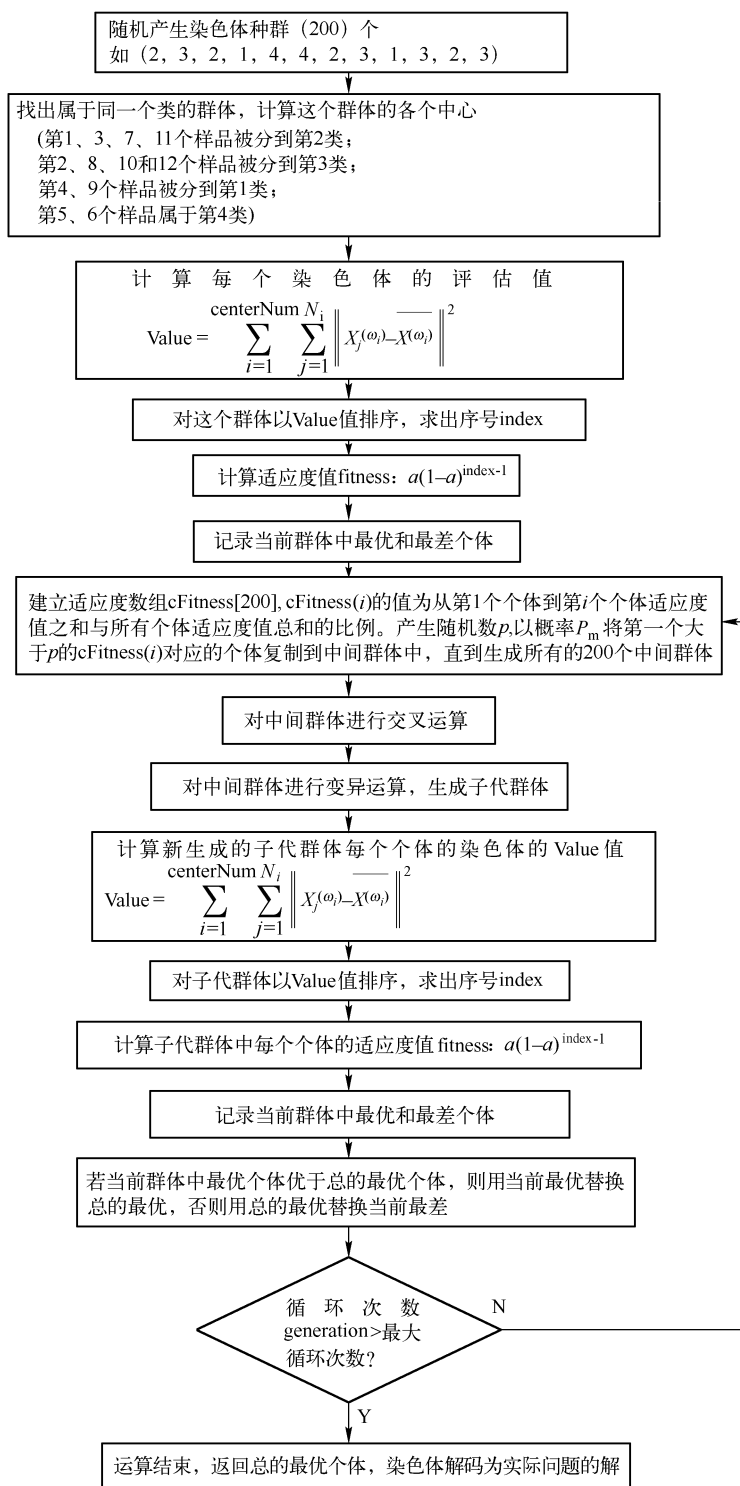 随机产生染色体种群（200）个
如（2，3，2，1，4，4，2，3，1，3，2，3）
找出属于同一个类的群体，计算这个群体的各个中心
(第1、3、7、11个样品被分到第2类；
第2、8、10和12个样品被分到第3类；
第4、9个样品被分到第1类；
第5、6个样品属于第4类)
计算每个染色体的评估值
Value = \sum_{i=1}^{centerNum} \sum_{j=1}^{N_i} \| X_j^{(ω_i)} – \overline{X^{(ω_i)}} \|^2
对这个群体以Value值排序，求出序号index
计算适应度值fitness：a(1–a)^{index-1}
记录当前群体中最优和最差个体
建立适应度数组cFitness[200], cFitness(i)的值为从第1个个体到第i个个体适应度
值之和与所有个体适应度值总和的比例。产生随机数p,以概率P_m将第一个大
于p的cFitness(i)对应的个体复制到中间群体中，直到生成所有的200个中间群体
对中间群体进行交叉运算
对中间群体进行变异运算，生成子代群体
计算新生成的子代群体每个个体的染色体的Value值
Value = \sum_{i=1}^{centerNum} \sum_{j=1}^{N_i} \| X_j^{(ω_i)} – \overline{X^{(ω_i)}} \|^2
对子代群体以Value值排序，求出序号index
计算子代群体中每个个体的适应度值fitness：a(1–a)^{index-1}
记录当前群体中最优和最差个体
若当前群体中最优个体优于总的最优个体，则用当前最优替换
总的最优，否则用总的最优替换当前最差
循环次数
generation>最大
循环次数？
N
Y
运算结束，返回总的最优个体，染色体解码为实际问题的解